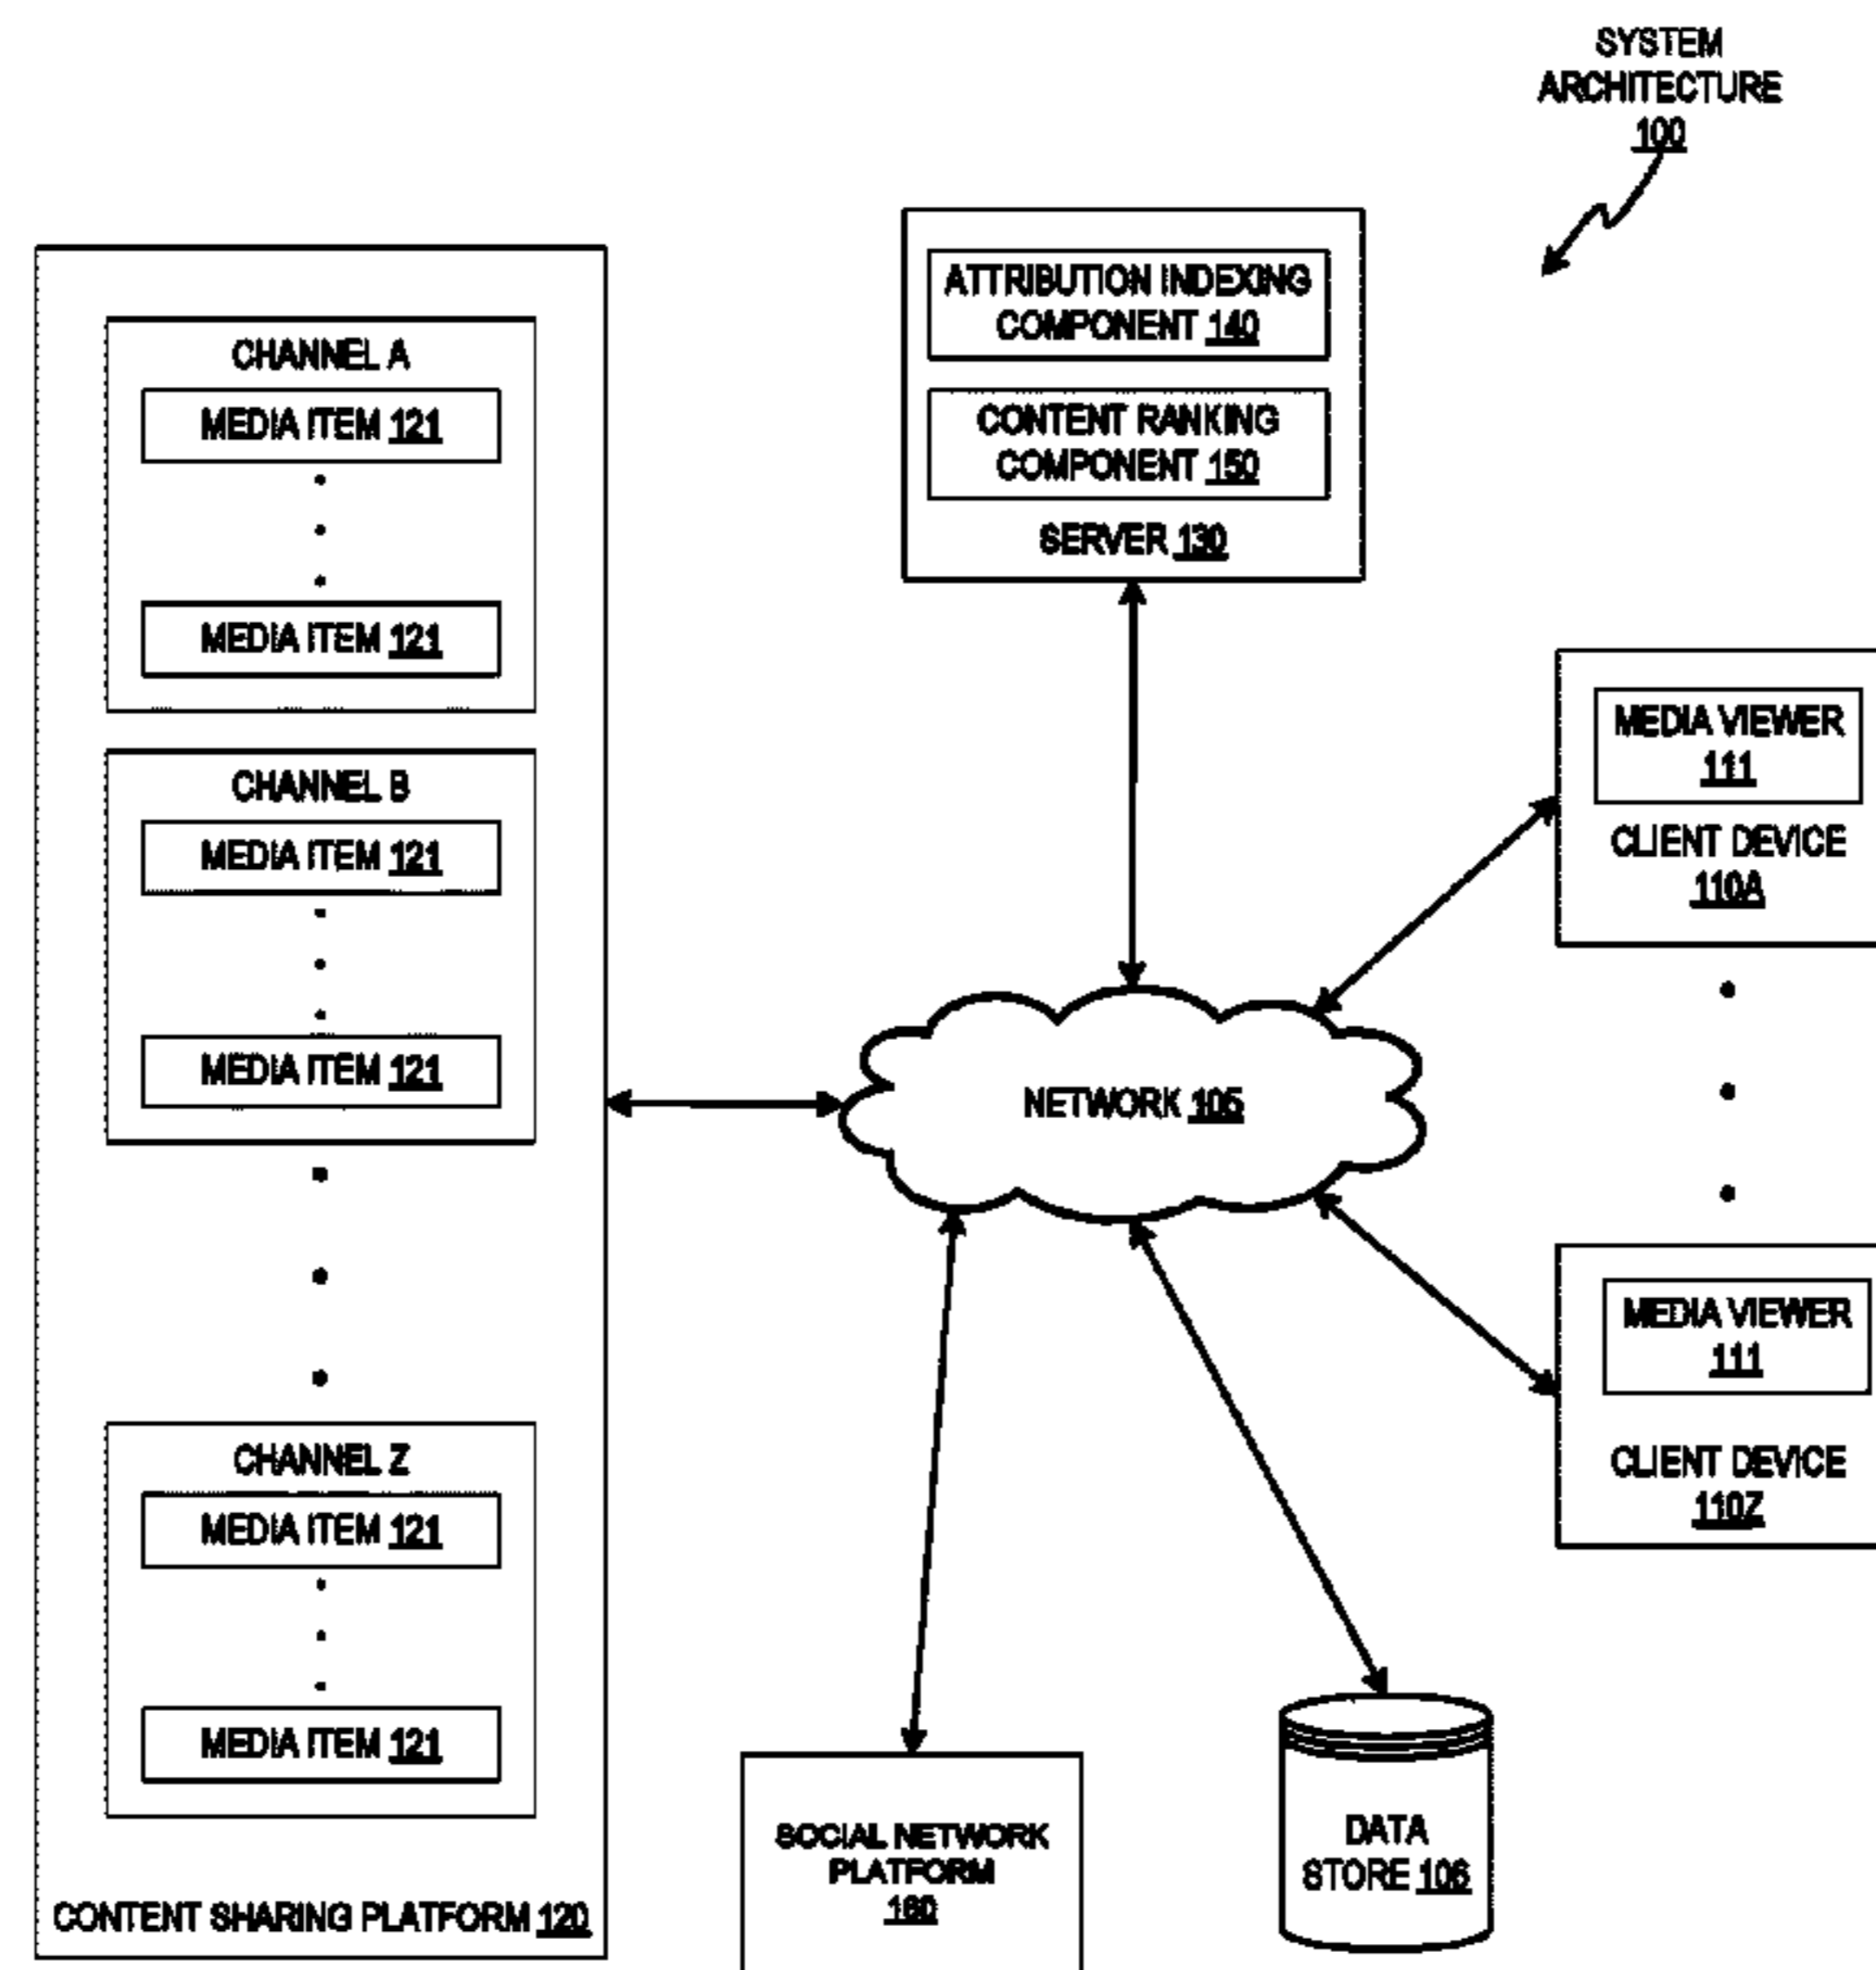 SYSTEM
ARCHITECTURE
100
ATTRIBUTION INDEXING
COMPONENT 140
CONTENT RANKING
COMPONENT 150
SERVER 130
CHANNEL A
MEDIA ITEM 121
MEDIA ITEM 121
CHANNEL B
MEDIA ITEM 121
MEDIA ITEM 121
CHANNEL Z
MEDIA ITEM 121
MEDIA ITEM 121
CONTENT SHARING PLATFORM 120
NETWORK 105
MEDIA VIEWER
111
CLIENT DEVICE
110A
MEDIA VIEWER
111
CLIENT DEVICE
110Z
SOCIAL NETWORK
PLATFORM
160
DATA
STORE 106